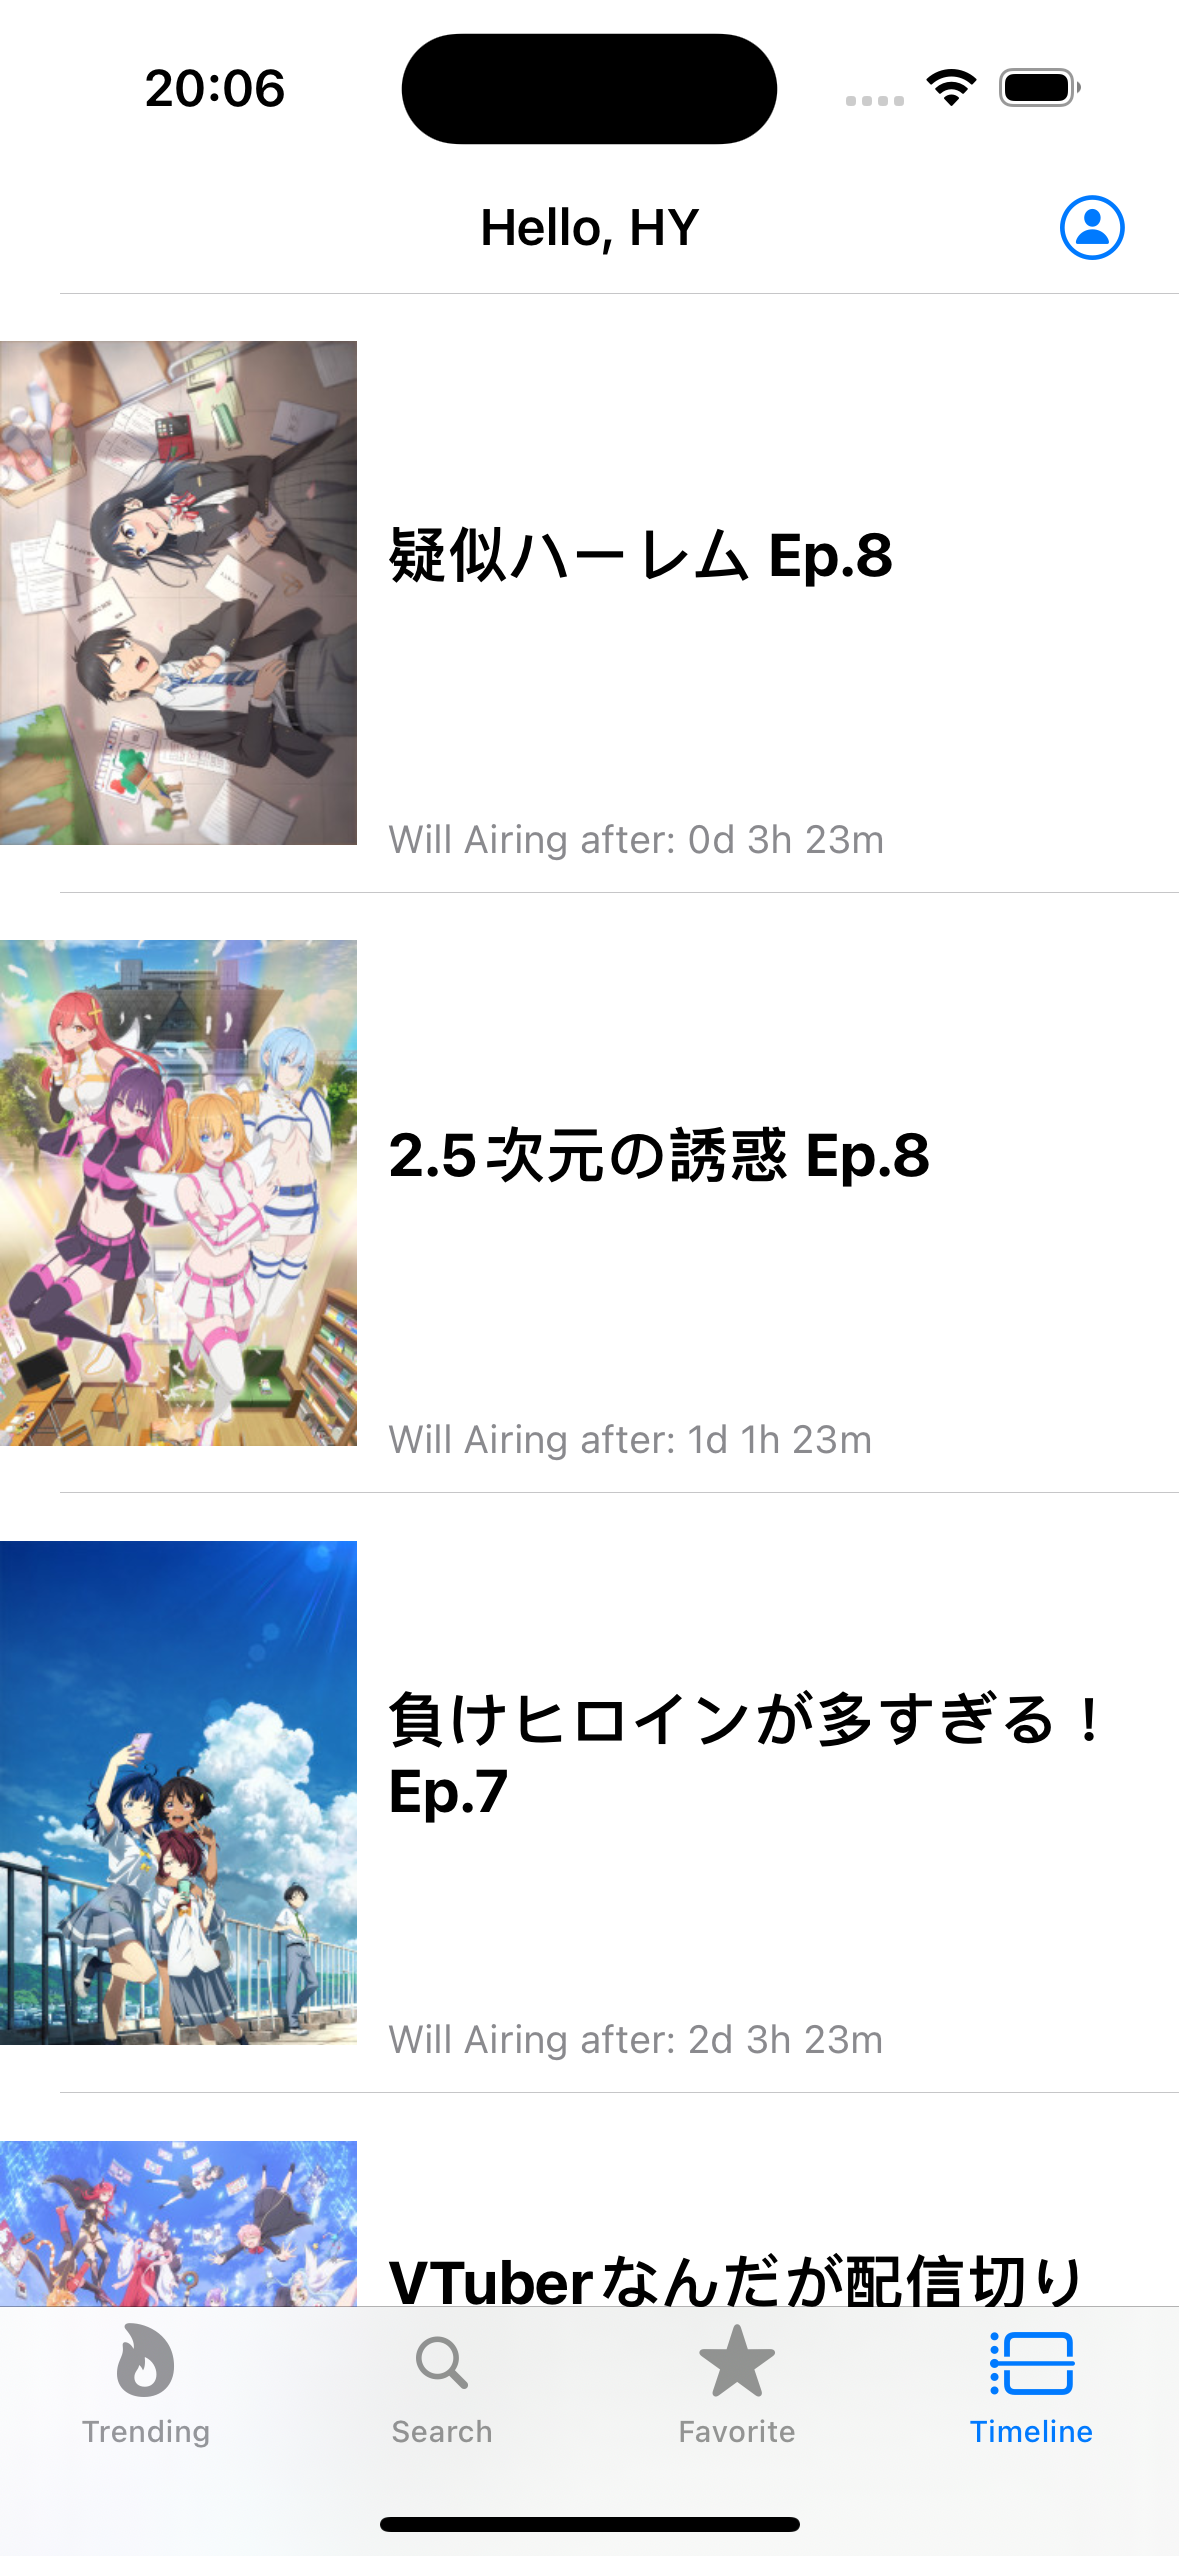 20:06
Hello, HY
疑似ハーレム Ep.8
Will Airing after: 0d 3h 23m
2.5次元の誘惑 Ep.8
Will Airing after: 1d 1h 23m
負けヒロインが多すぎる！
Ep.7
Will Airing after: 2d 3h 23m
VTuberなんだが配信切り
Trending
Search
Favorite
Timeline